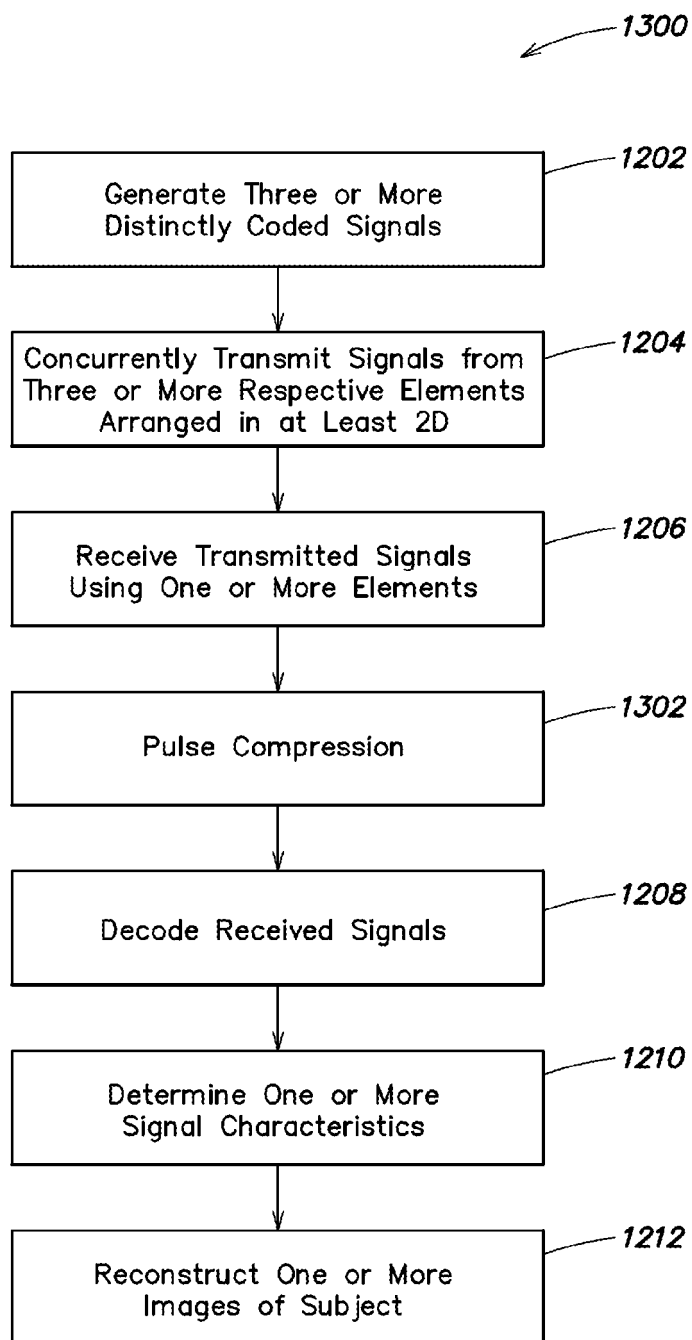 1300
1202
Generate Three or More
Distinctly Coded Signals
1204
Concurrently Transmit Signals from
Three or More Respective Elements
Arranged in at Least 2D
1206
Receive Transmitted Signals
Using One or More Elements
1302
Pulse Compression
1208
Decode Received Signals
1210
Determine One or More
Signal Characteristics
1212
Reconstruct One or More
Images of Subject